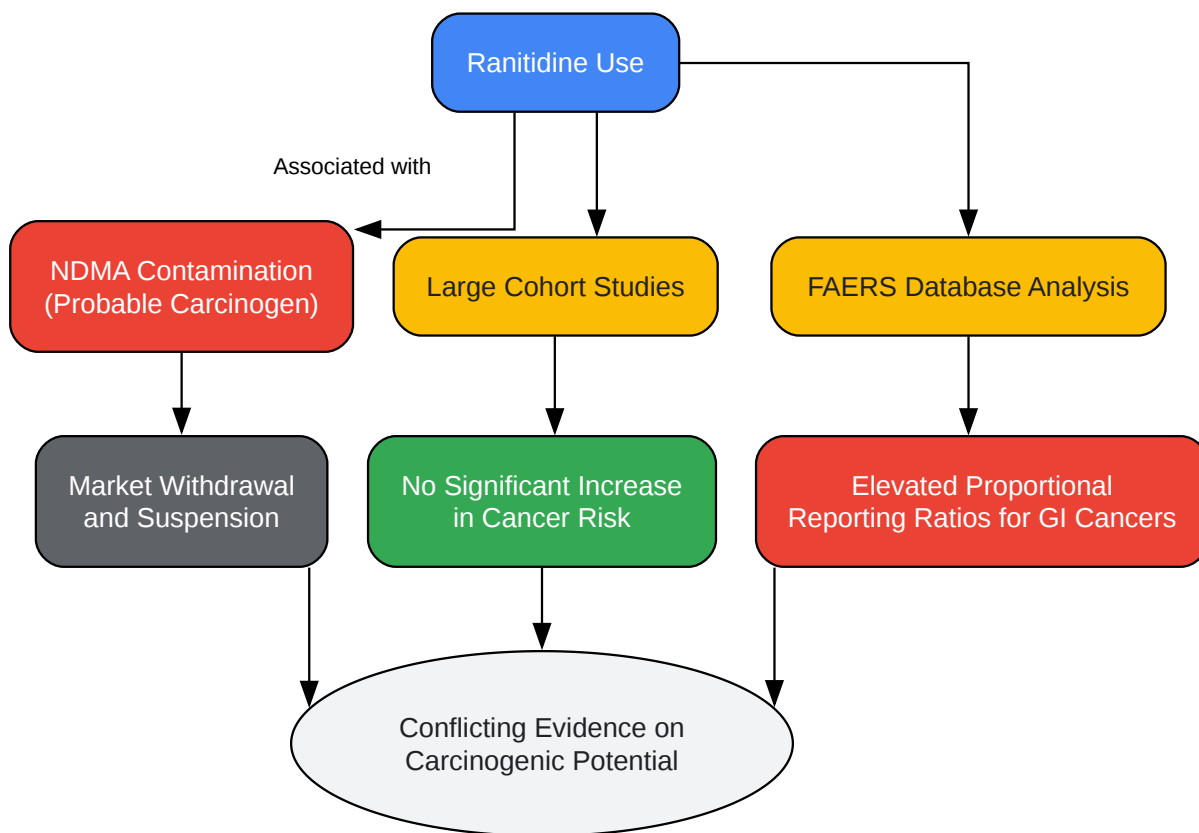 Ranitidine Use
Associated with
NDMA Contamination
(Probable Carcinogen)
Large Cohort Studies
FAERS Database Analysis
Market Withdrawal
and Suspension
No Significant Increase
in Cancer Risk
Elevated Proportional
Reporting Ratios for GI Cancers
Conflicting Evidence on
Carcinogenic Potential